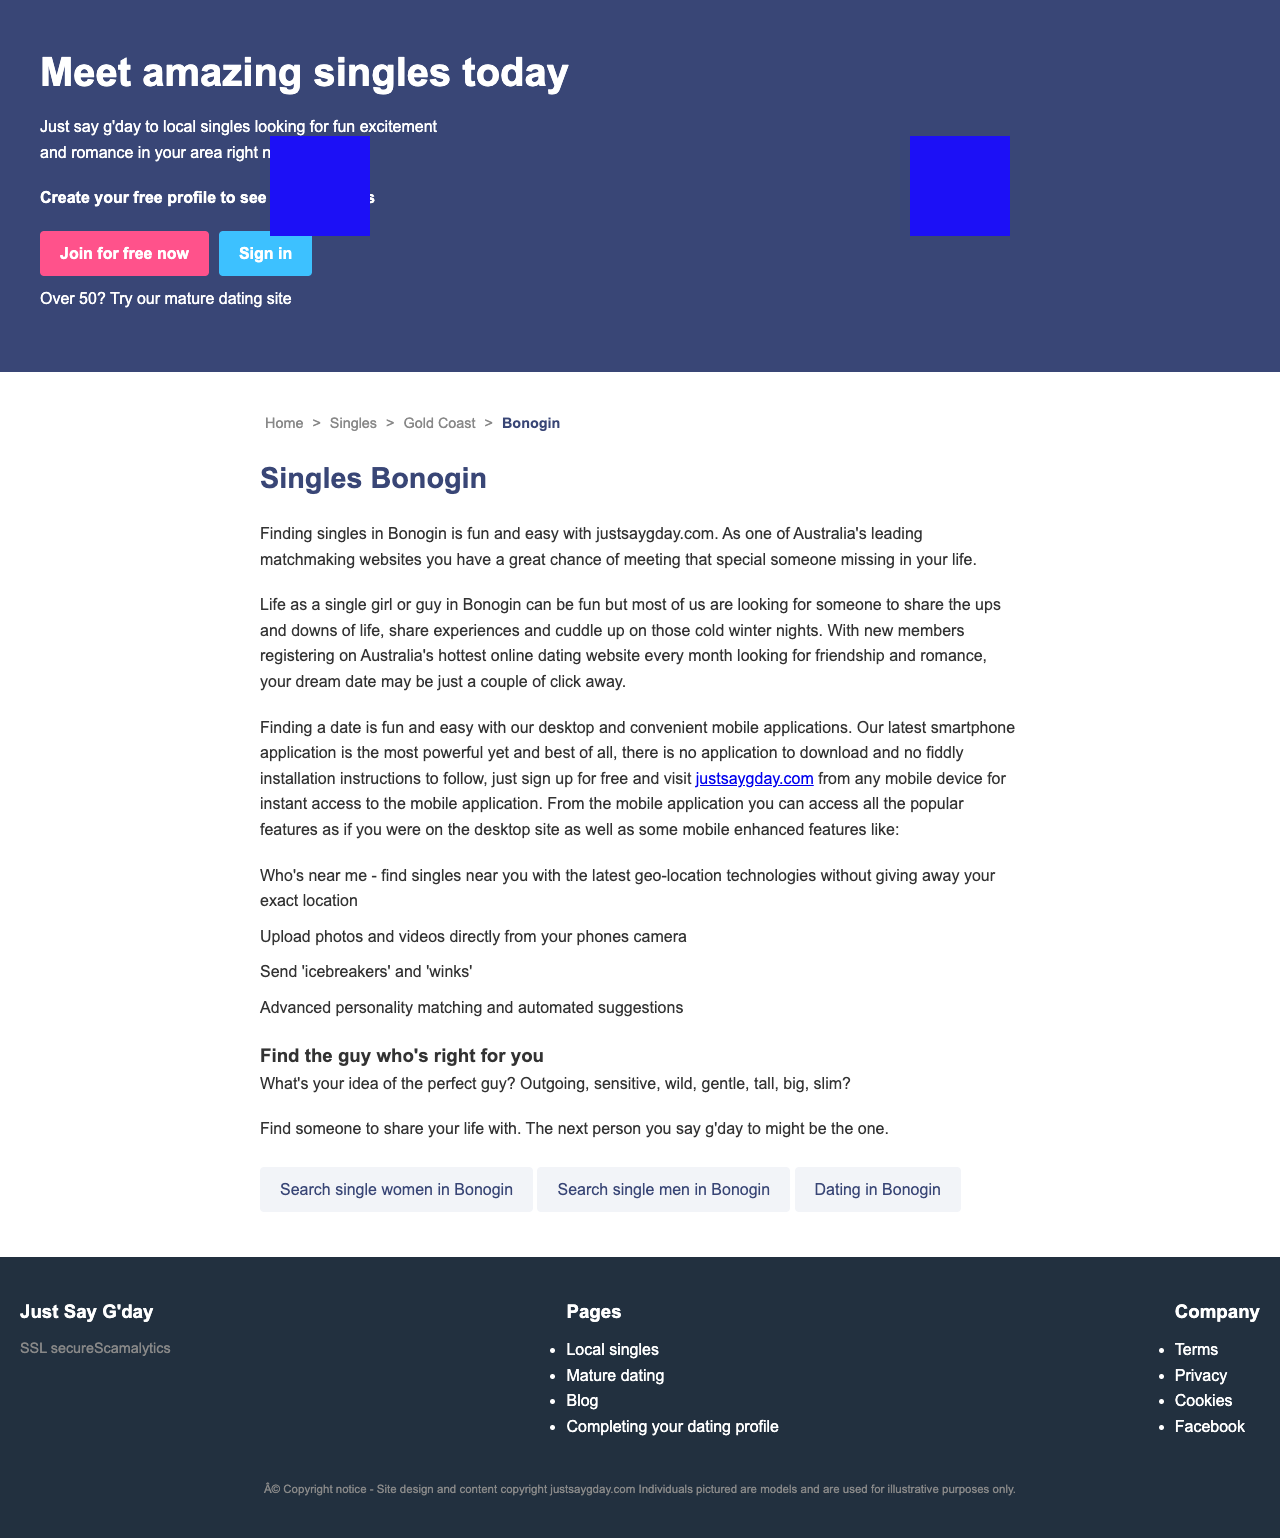 Meet amazing singles today
Just say g'day to local singles looking for fun excitement
and romance in your area right
Create your free profile to see
Join for free now
Sign in
Over 50? Try our mature dating site
Home > Singles > Gold Coast > Bonogin
Singles Bonogin
Finding singles in Bonogin is fun and easy with justsaygday.com. As one of Australia's leading
matchmaking websites you have a great chance of meeting that special someone missing in your life.
Life as a single girl or guy in Bonogin can be fun but most of us are looking for someone to share the ups
and downs of life, share experiences and cuddle up on those cold winter nights. With new members
registering on Australia's hottest online dating website every month looking for friendship and romance,
your dream date may be just a couple of click away.
Finding a date is fun and easy with our desktop and convenient mobile applications. Our latest smartphone
application is the most powerful yet and best of all, there is no application to download and no fiddly
installation instructions to follow, just sign up for free and visit justsaygday.com from any mobile device for
instant access to the mobile application. From the mobile application you can access all the popular
features as if you were on the desktop site as well as some mobile enhanced features like:
Who's near me - find singles near you with the latest geo-location technologies without giving away your
exact location
Upload photos and videos directly from your phones camera
Send 'icebreakers' and 'winks'
Advanced personality matching and automated suggestions
Find the guy who's right for you
What's your idea of the perfect guy? Outgoing, sensitive, wild, gentle, tall, big, slim?
Find someone to share your life with. The next person you say g'day to might be the one.
Search single women in Bonogin
Search single men in Bonogin
Dating in Bonogin
Just Say G'day
SSL secureScamalytics
Pages
• Local singles
• Mature dating
• Blog
• Completing your dating profile
Company
• Terms
• Privacy
• Cookies
• Facebook
Â© Copyright notice - Site design and content copyright justsaygday.com Individuals pictured are models and are used for illustrative purposes only.